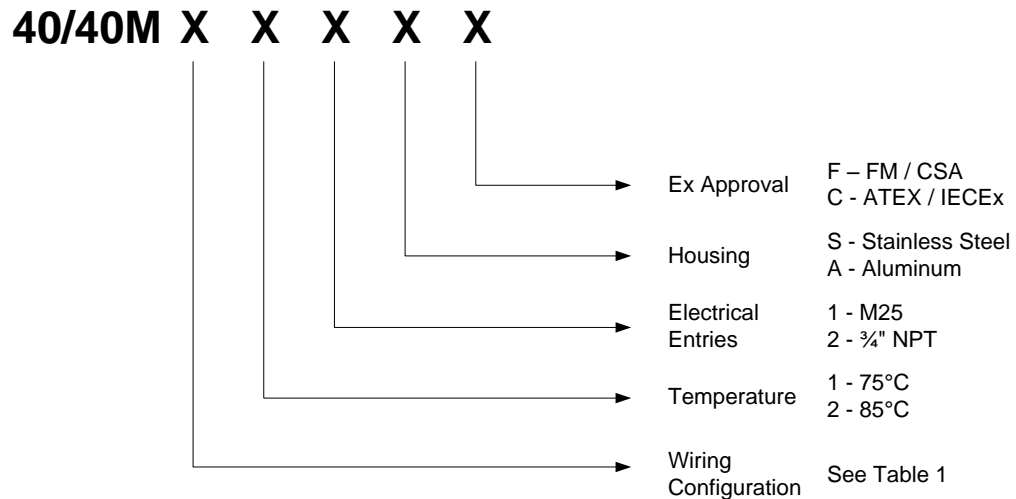 40/40M X X X X X
Ex Approval
F – FM / CSA
C - ATEX / IECEx
Housing
S - Stainless Steel
A - Aluminum
Electrical
Entries
1 - M25
2 - ¾" NPT
Temperature
1 - 75°C
2 - 85°C
Wiring
Configuration
See Table 1